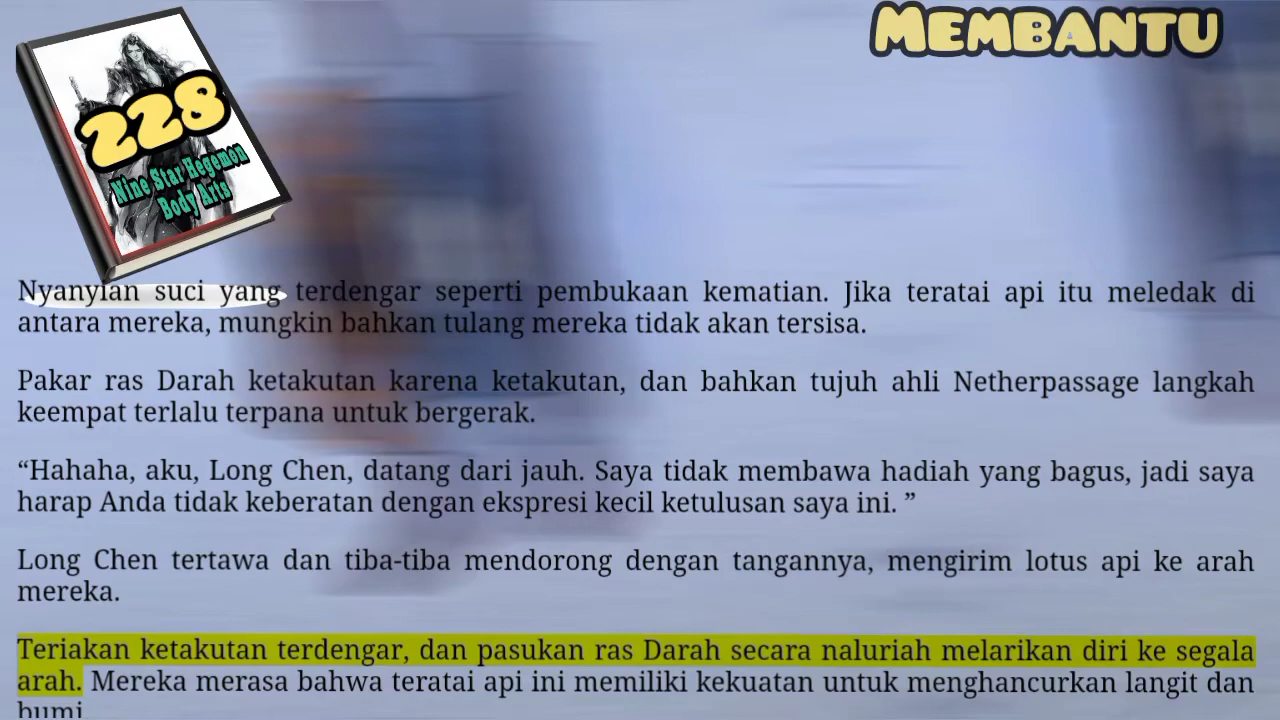 MEMBANTU
228
Nine Star Hegemon
Body Arts
Nyanyian suci yang terdengar seperti pembukaan kematian. Jika teratai api itu meledak di
antara mereka, mungkin bahkan tulang mereka tidak akan tersisa.
Pakar ras Darah ketakutan karena ketakutan, dan bahkan tujuh ahli Netherpassage langkah
keempat terlalu terpana untuk bergerak.
“Hahaha, aku, Long Chen, datang dari jauh. Saya tidak membawa hadiah yang bagus, jadi saya
harap Anda tidak keberatan dengan ekspresi kecil ketulusan saya ini. ”
Long Chen tertawa dan tiba-tiba mendorong dengan tangannya, mengirim lotus api ke arah
mereka.
Teriakan ketakutan terdengar, dan pasukan ras Darah secara naluriah melarikan diri ke segala
arah. Mereka merasa bahwa teratai api ini memiliki kekuatan untuk menghancurkan langit dan
bumi.